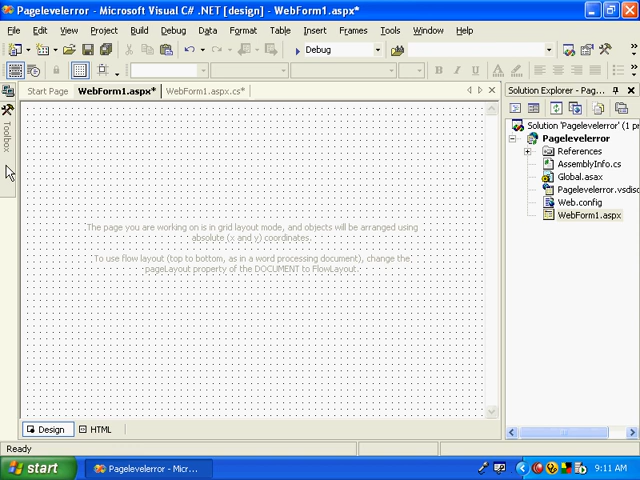 Pagelevelerror - Microsoft Visual C# .NET [design] - WebForm1.aspx*
File Edit View Project Build Debug Data Format Table Insert Frames Tools Window Help
Debug
Start Page WebForm1.aspx* WebForm1.aspx.cs*
Toolbox
The page you are working on is in grid layout mode, and objects will be arranged using
absolute (x and y) coordinates.
To use flow layout (top to bottom, as in a word processing document), change the
pageLayout property of the DOCUMENT to FlowLayout.
Solution Explorer - Pag...
Solution 'Pagelevelerror' (1 pr
Pagelevelerror
References
AssemblyInfo.cs
Global.asax
Pagelevelerror.vsdisc
Web.config
WebForm1.aspx
Design HTML
Ready
start Pagelevelerror - Micr... 9:11 AM